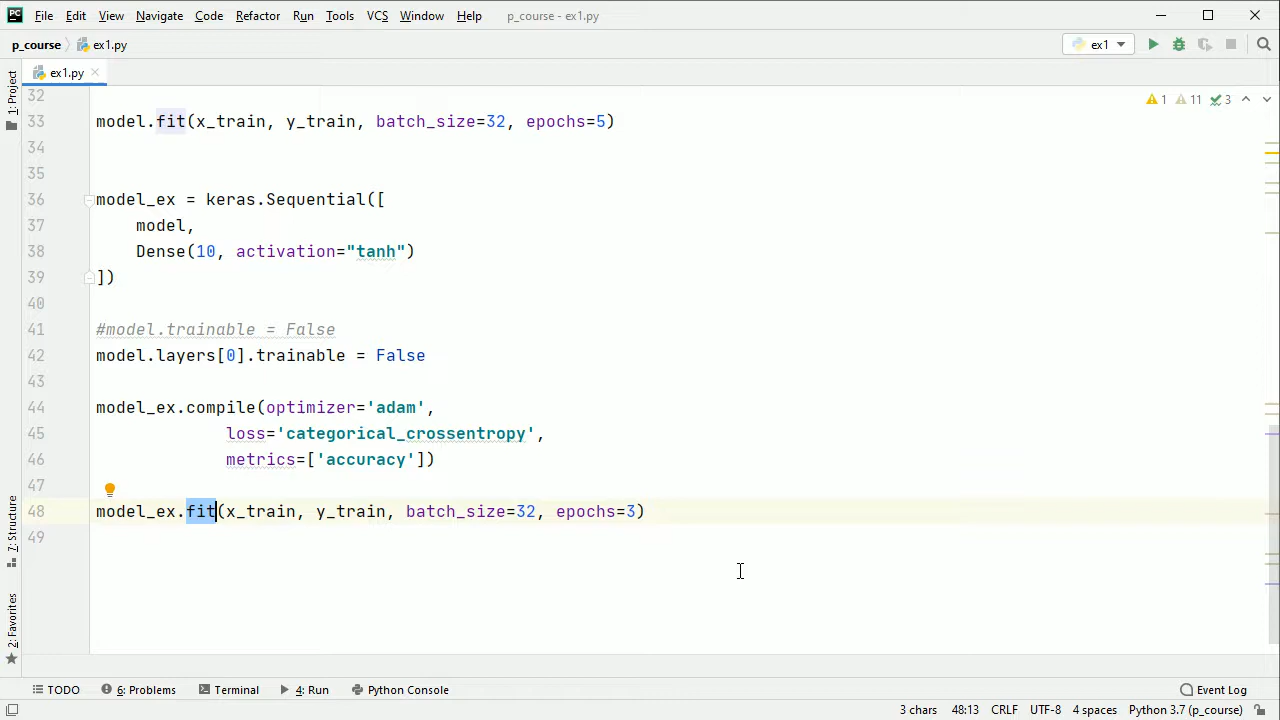 PC File Edit View Navigate Code Refactor Run Tools VCS Window Help p_course - ex1.py
p_course ex1.py ex1
ex1.py
1: Project
32
1 11 3
33 model.fit(x_train, y_train, batch_size=32, epochs=5)
34
35
36 model_ex = keras.Sequential([
37 model,
38 Dense(10, activation="tanh")
39 ])
40
41 #model.trainable = False
42 model.layers[0].trainable = False
43
44 model_ex.compile(optimizer='adam',
45 loss='categorical_crossentropy',
46 metrics=['accuracy'])
47
48 model_ex.fit(x_train, y_train, batch_size=32, epochs=3)
49
7: Structure
2: Favorites
TODO 6: Problems Terminal 4: Run Python Console Event Log
3 chars 48:13 CRLF UTF-8 4 spaces Python 3.7 (p_course)